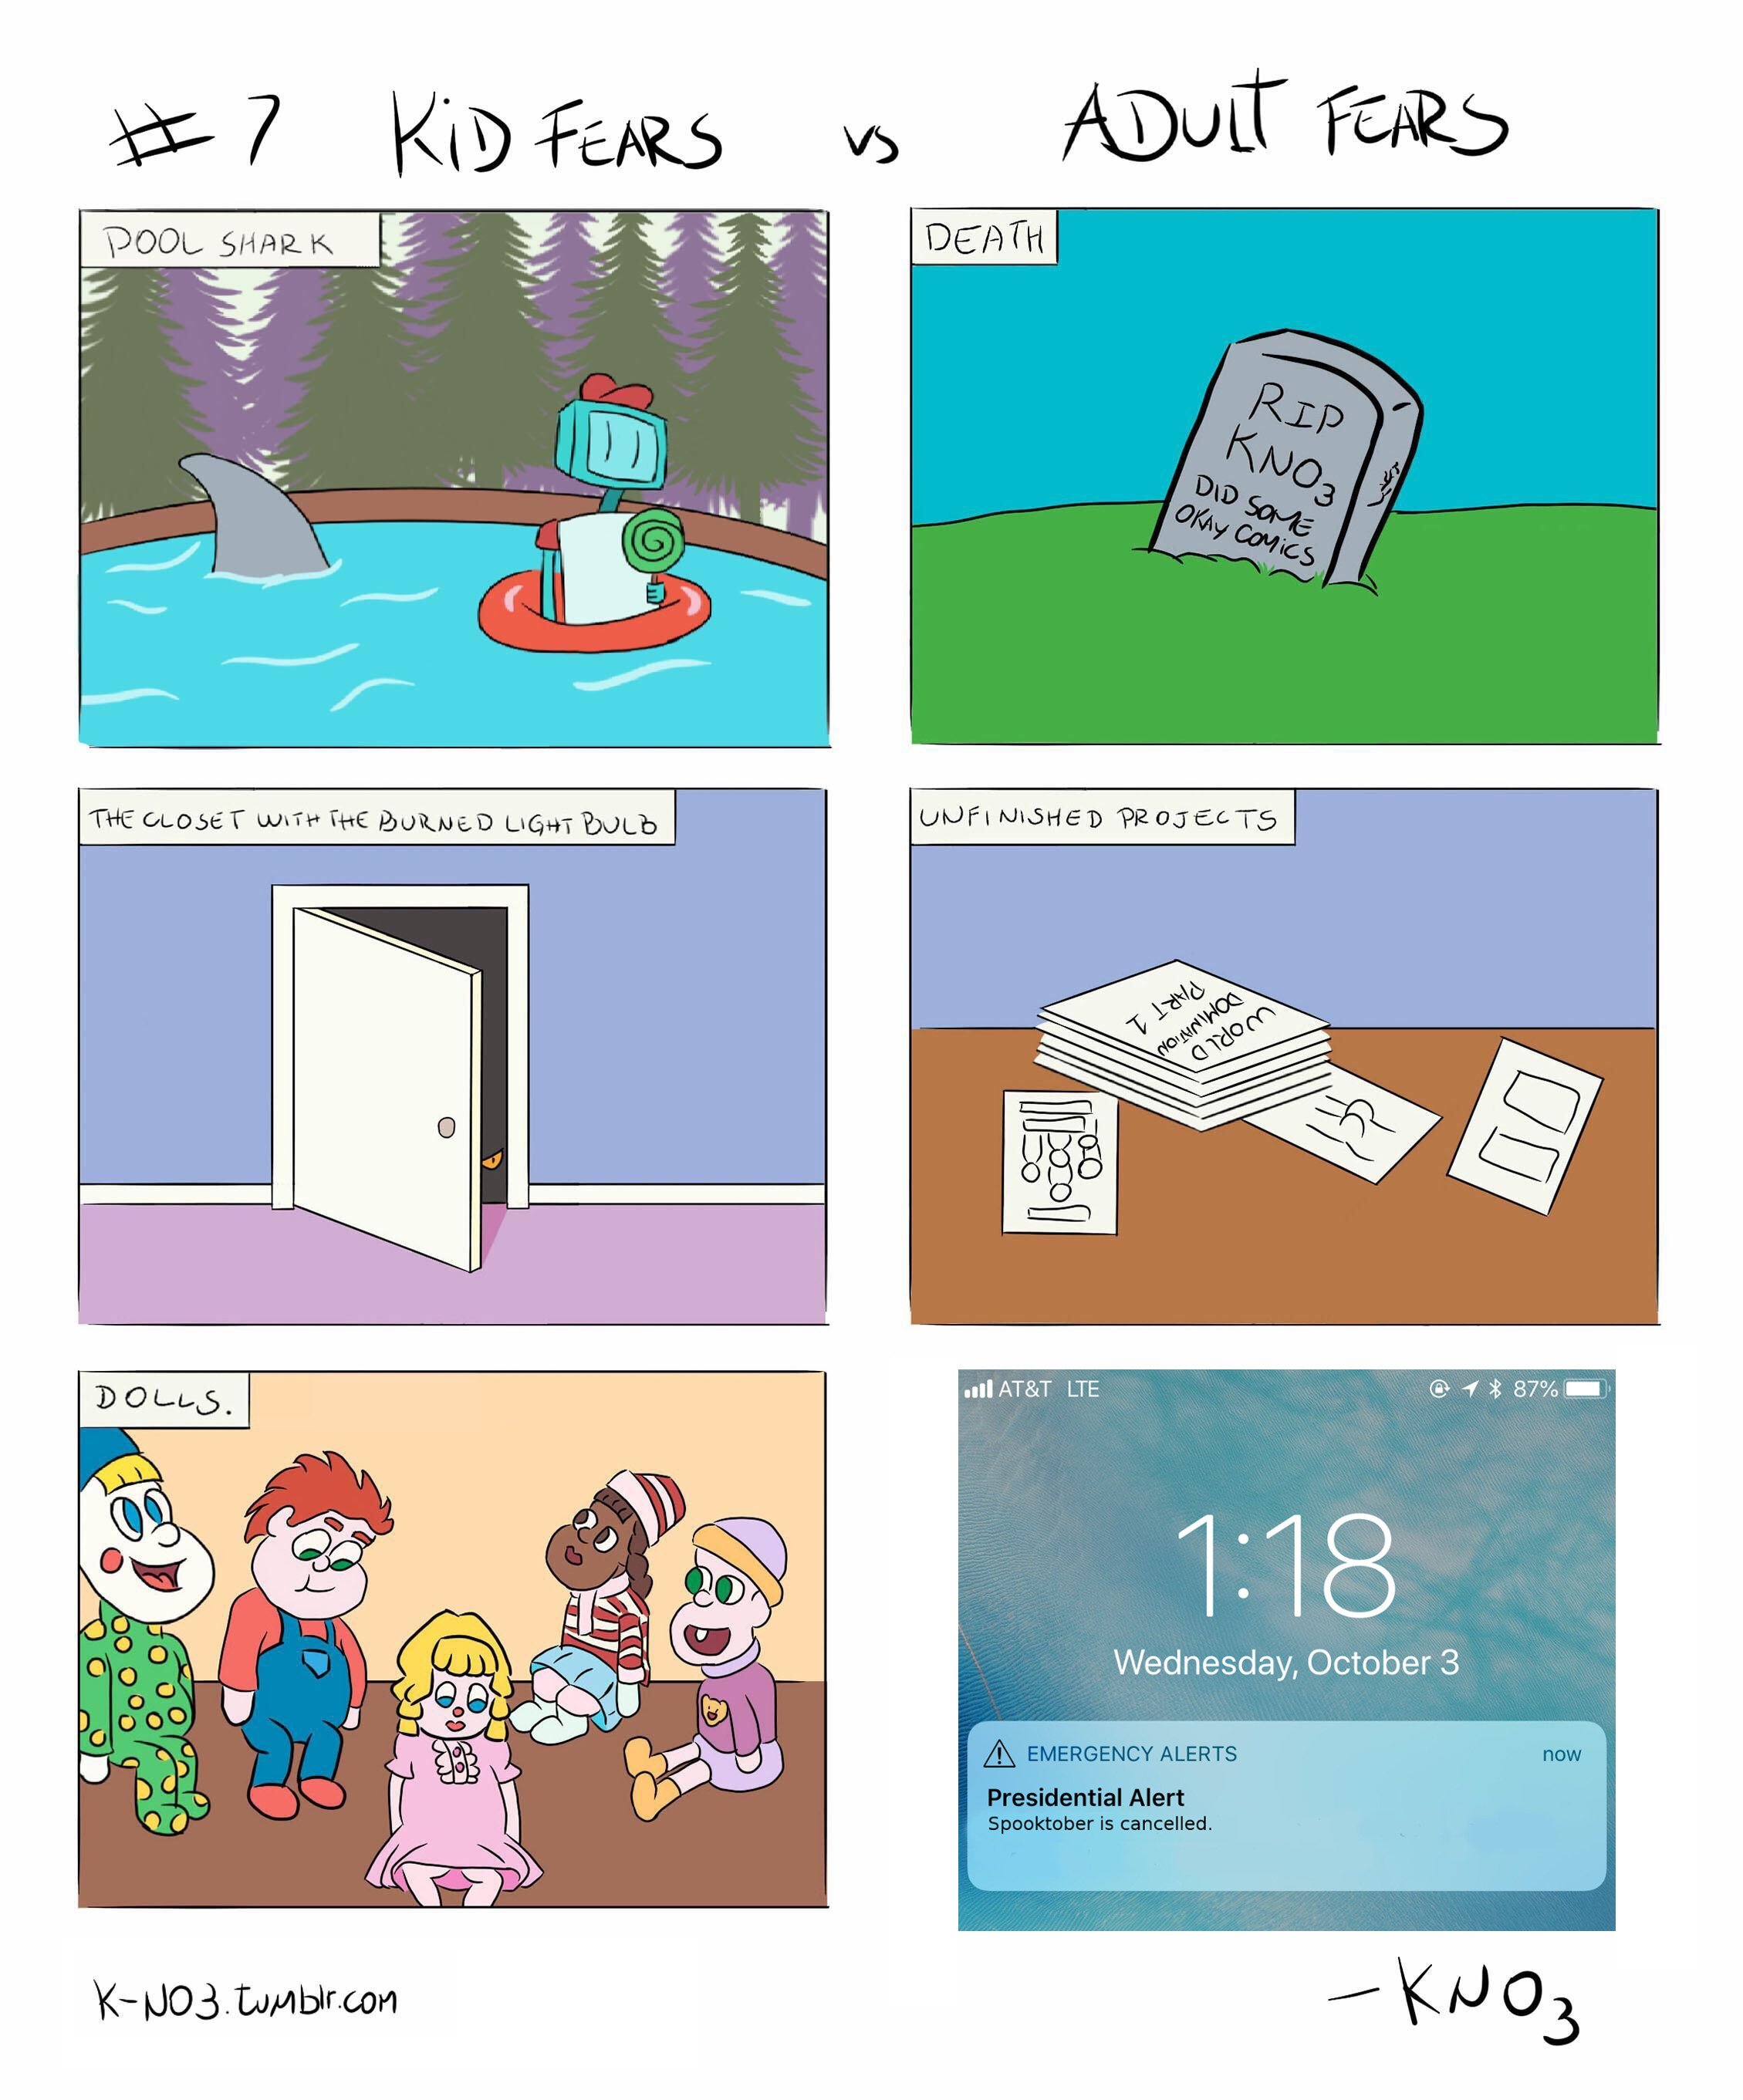 # 7 KiD FEARS vs ADULT FEARS
POOL SHARK
DEATH
RIP
KNO3
DID SOME
OKAY COMiCS
THE CLOSET WITH THE BURNED LIGHT BULB
UNFINISHED PROJECTS
WORLD
DOMINATION
PART 1
DOLLS.
AT&T LTE
87%
1:18
Wednesday, October 3
EMERGENCY ALERTS now
Presidential Alert
Spooktober is cancelled.
K-NO3.tumblr.com
-KNO3